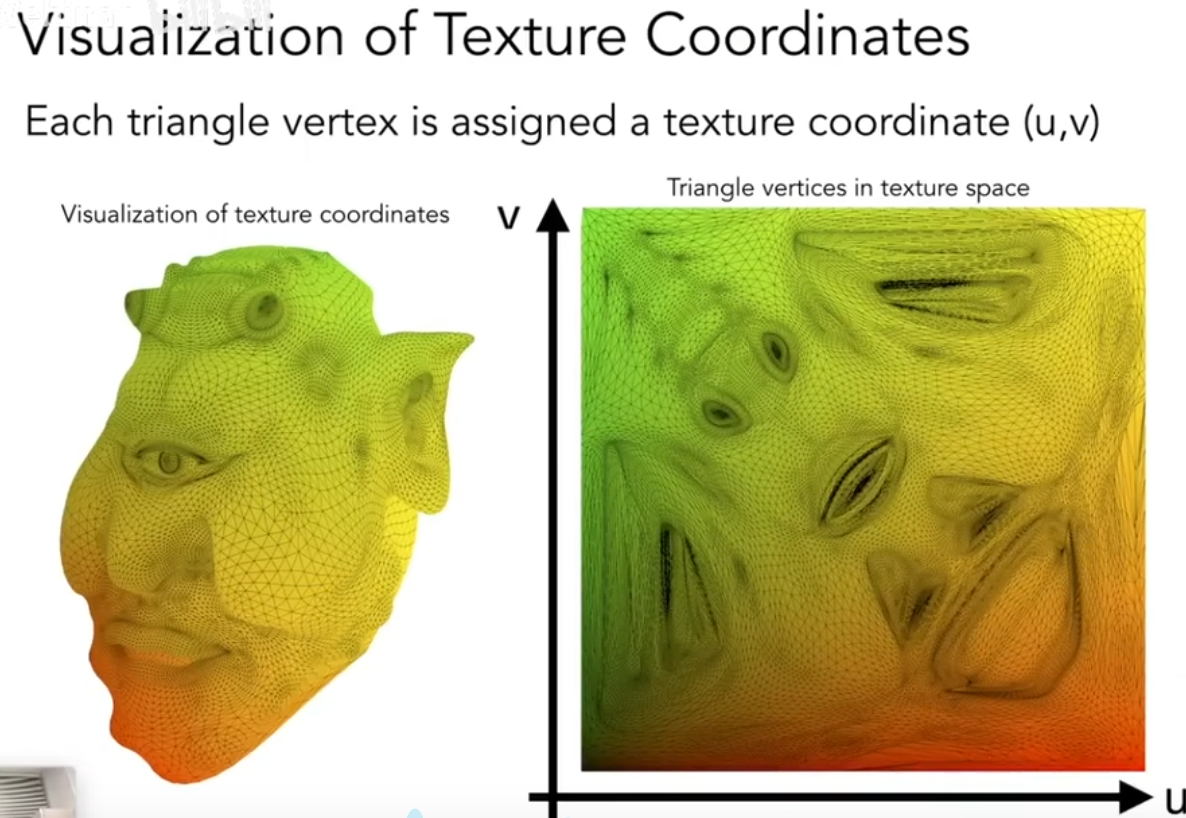 Visualization of Texture Coordinates
Each triangle vertex is assigned a texture coordinate (u,v)
Triangle vertices in texture space
Visualization of texture coordinates
v
u